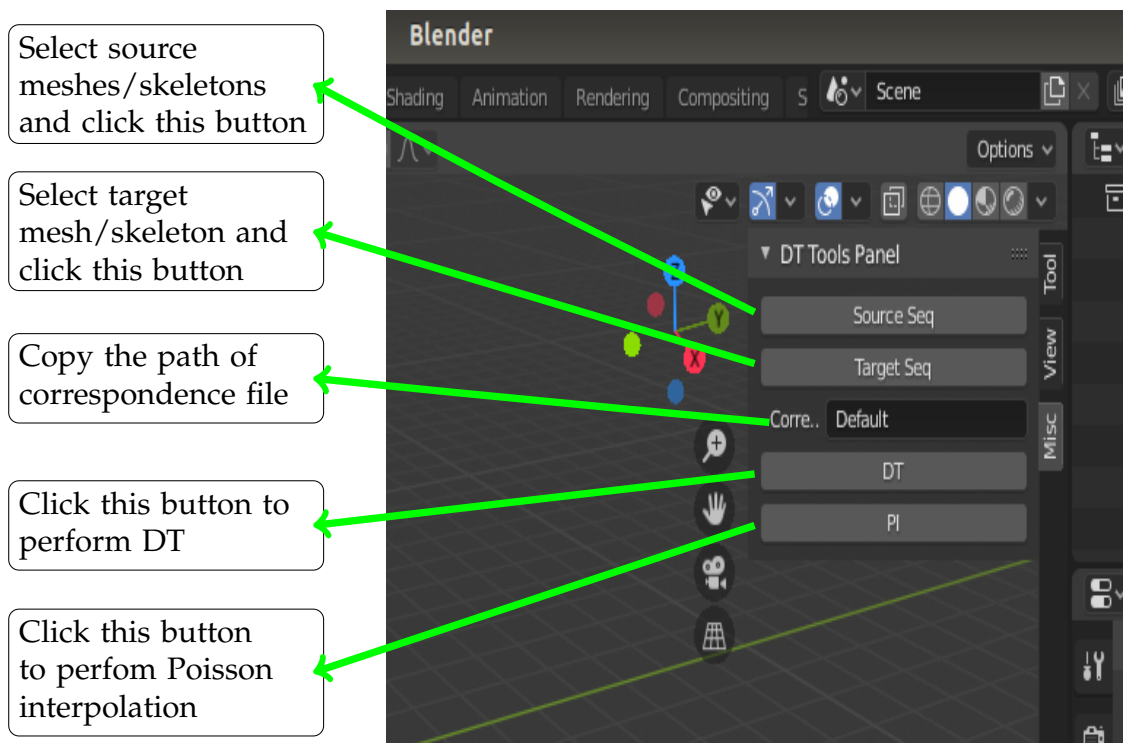 Select source
meshes/skeletons
and click this button
Select target
mesh/skeleton and
click this button
Copy the path of
correspondence file
Click this button to
perform DT
Click this button
to perfom Poisson
interpolation
Blender
Shading Animation Rendering Compositing S Scene
Options
DT Tools Panel
Source Seq
Target Seq
Corre.. Default
DT
PI
Tool
View
Misc
Z
Y
X